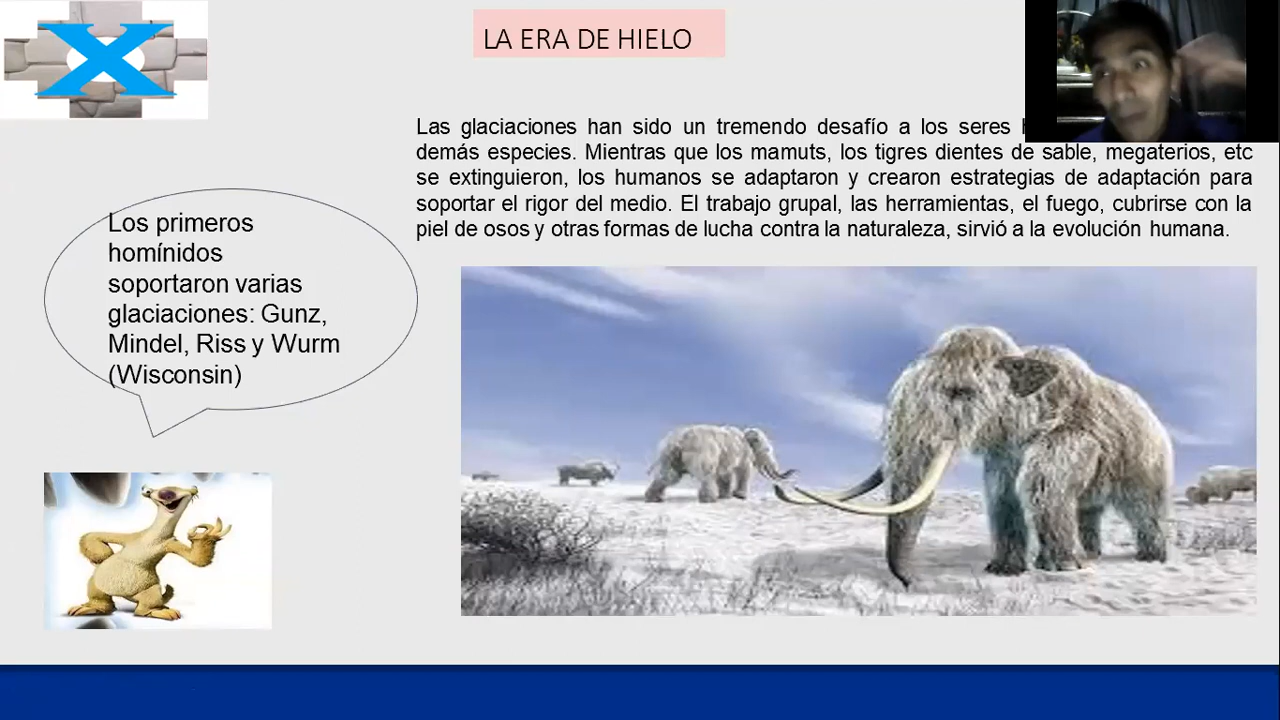 X
LA ERA DE HIELO
Las glaciaciones han sido un tremendo desafío a los seres
demás especies. Mientras que los mamuts, los tigres dientes de sable, megaterios, etc
se extinguieron, los humanos se adaptaron y crearon estrategias de adaptación para
soportar el rigor del medio. El trabajo grupal, las herramientas, el fuego, cubrirse con la
piel de osos y otras formas de lucha contra la naturaleza, sirvió a la evolución humana.
Los primeros
homínidos
soportaron varias
glaciaciones: Gunz,
Mindel, Riss y Wurm
(Wisconsin)